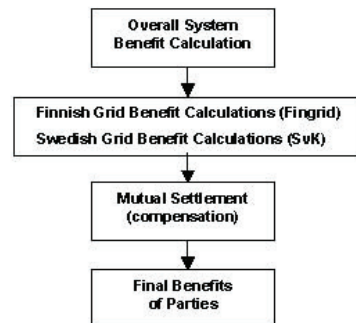 Overall System
Benefit Calculation
Finnish Grid Benefit Calculations (Fingrid)
Swedish Grid Benefit Calculations (SvK)
Mutual Settlement
(compensation)
Final Benefits
of Parties